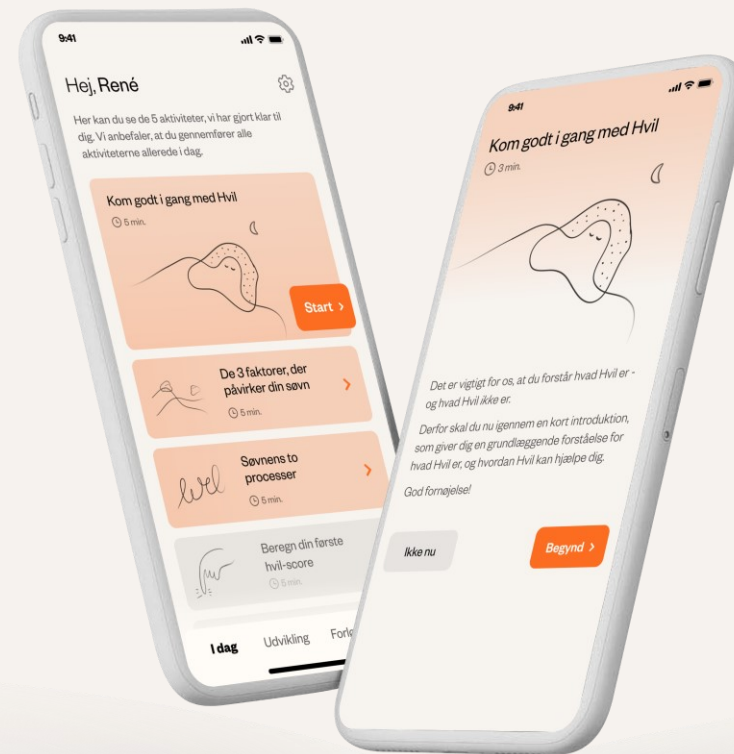 9:41
Hej, René
Her kan du se de 5 aktiviteter, vi har gjort klar til
dig. Vi anbefaler, at du gennemfører alle
aktiviteterne allerede i dag.
Kom godt i gang med Hvil
5 min.
Start >
De 3 faktorer, der
påvirker din søvn
5 min.
Søvnens to
processer
5 min.
Beregn din første
hvil-score
5 min.
I dag Udvikling
9:41
Kom godt i gang med Hvil
3 min.
Det er vigtigt for os, at du forstår hvad Hvil er -
og hvad Hvil ikke er.
Derfor skal du nu igennem en kort introduktion,
som giver dig en grundlæggende forståelse for
hvad Hvil er, og hvordan Hvil kan hjælpe dig.
God fornøjelse!
Ikke nu
Begynd >